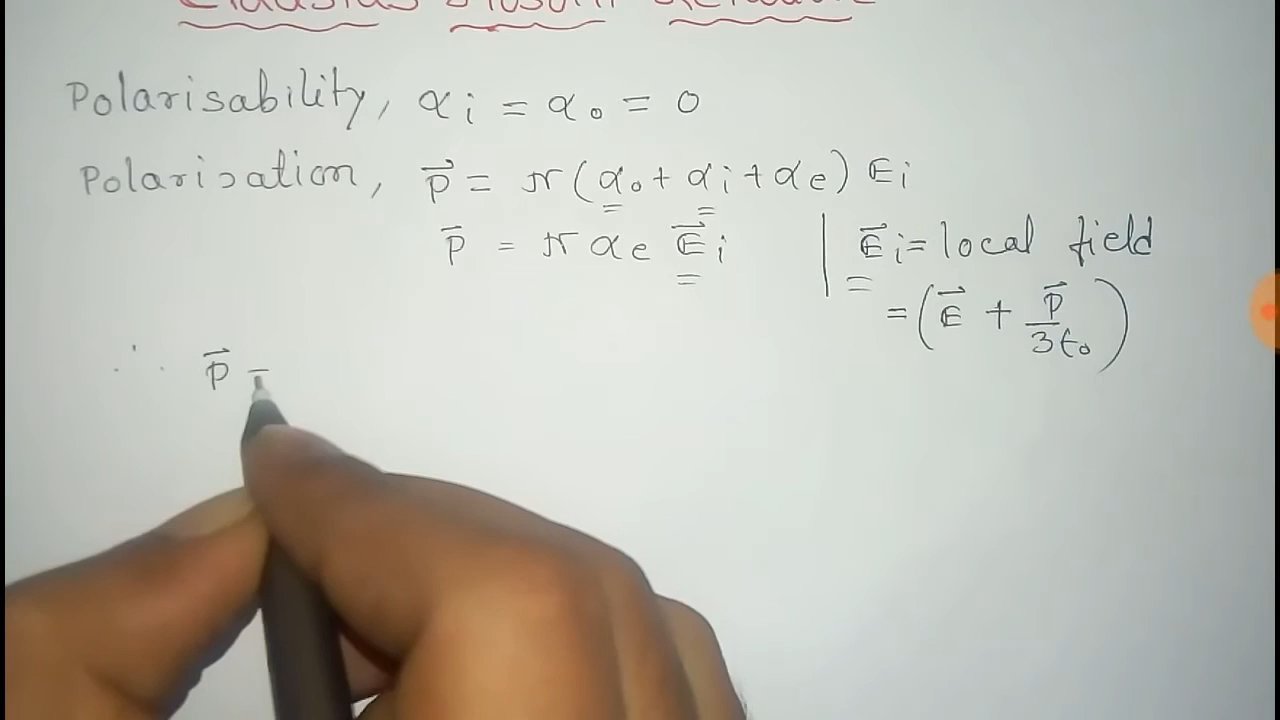 Polarisability, αi = α₀ = 0
Polarisation, p⃗ = N(α₀ + αi + αe) Ei
p̄ = N αe E⃗i
E⃗i = local field
= (E⃗ + p⃗/3ε₀)
∴ p⃗ =